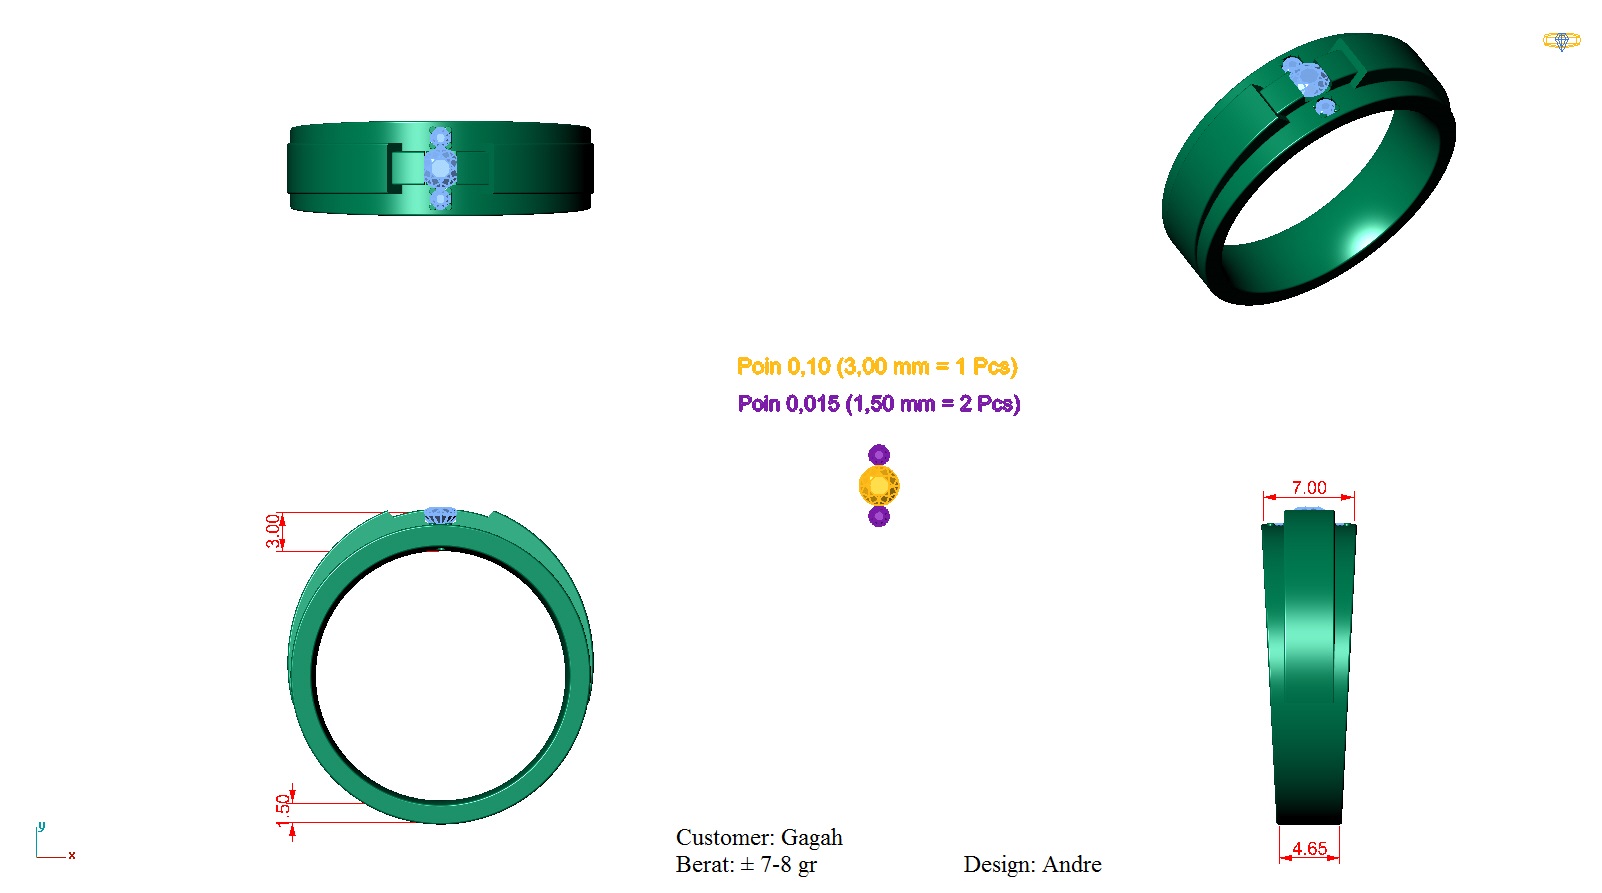 Poin 0,10 (3,00 mm = 1 Pcs)
Poin 0,015 (1,50 mm = 2 Pcs)
7.00
3.00
1.50
4.65
y
x
Customer: Gagah
Berat: ± 7-8 gr
Design: Andre